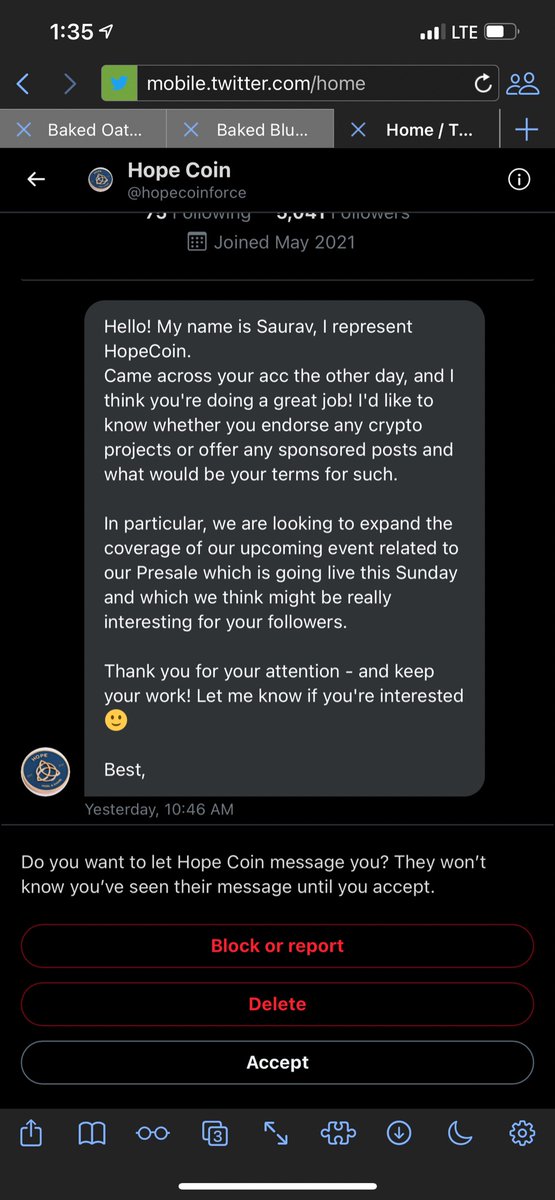 1:35
LTE
mobile.twitter.com/home
Baked Oat...
Baked Blu...
Home / T...
Hope Coin
@hopecoinforce
75 Following 5,041 Followers
Joined May 2021
Hello! My name is Saurav, I represent
HopeCoin.
Came across your acc the other day, and I
think you're doing a great job! I'd like to
know whether you endorse any crypto
projects or offer any sponsored posts and
what would be your terms for such.
In particular, we are looking to expand the
coverage of our upcoming event related to
our Presale which is going live this Sunday
and which we think might be really
interesting for your followers.
Thank you for your attention - and keep
your work! Let me know if you're interested
🙂
Best,
HOPE
Yesterday, 10:46 AM
Do you want to let Hope Coin message you? They won’t
know you’ve seen their message until you accept.
Block or report
Delete
Accept
3